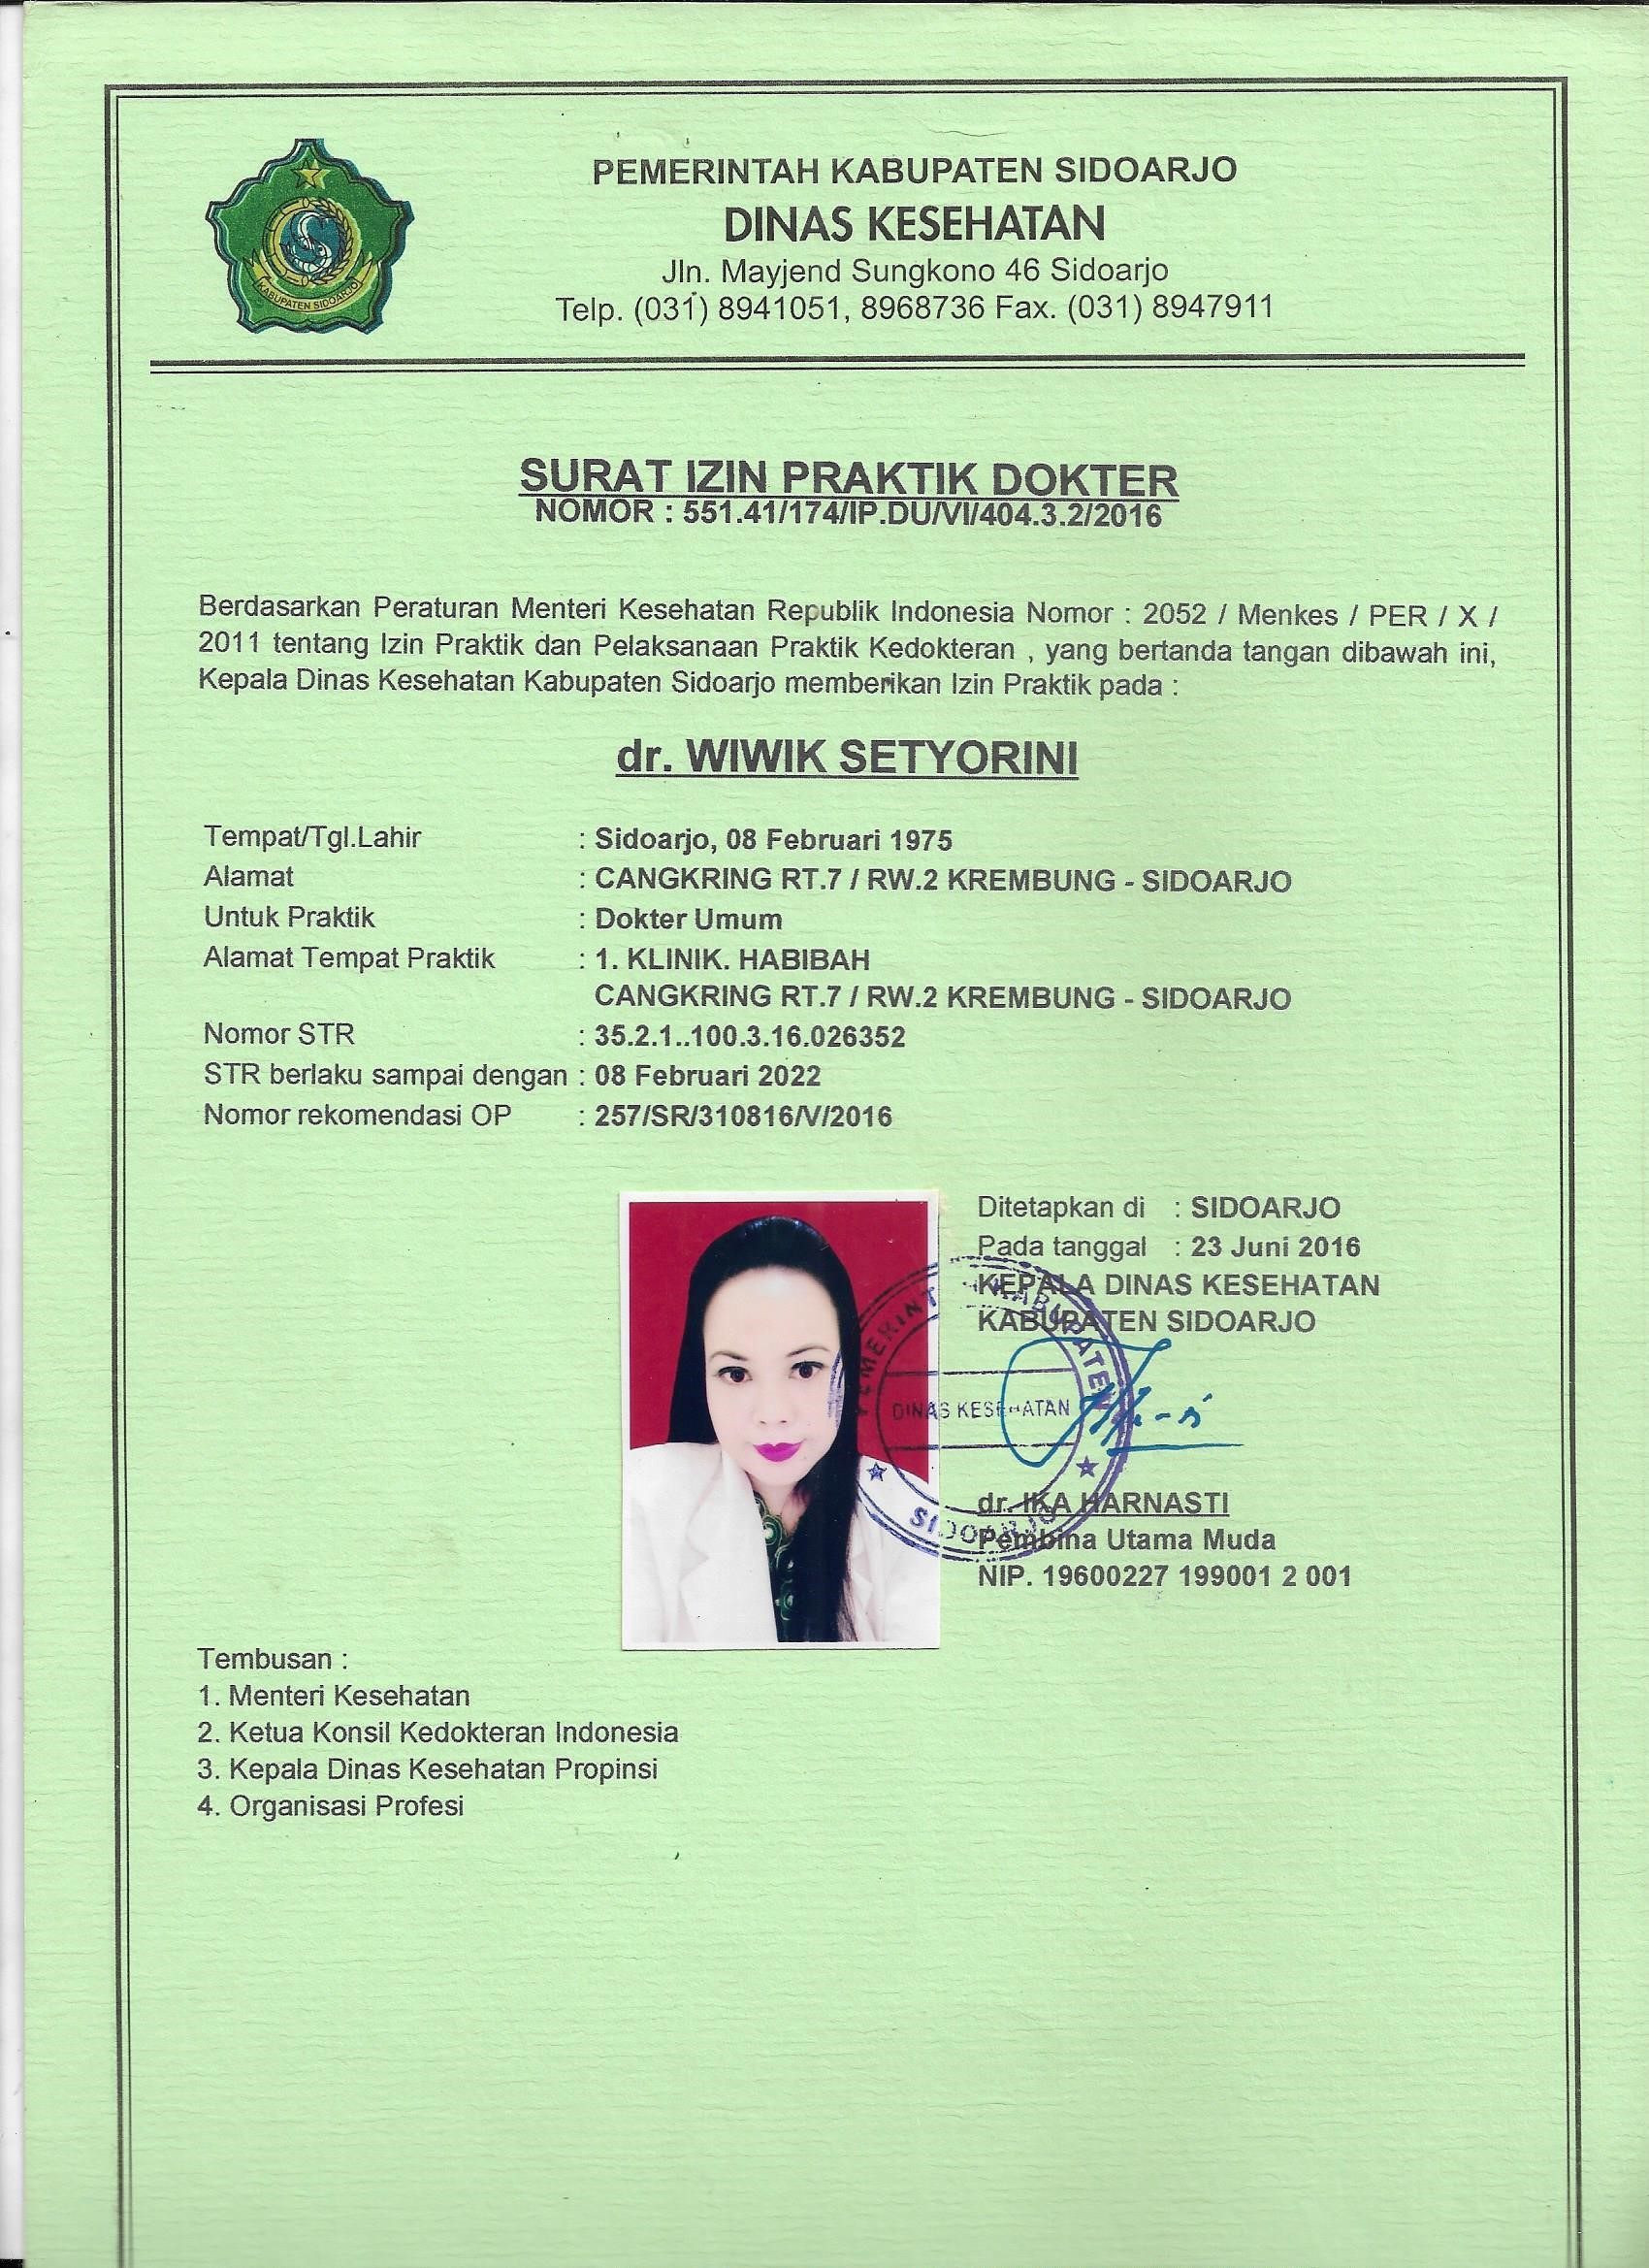 PEMERINTAH KABUPATEN SIDOARJO
DINAS KESEHATAN
Jln. Mayjend Sungkono 46 Sidoarjo
Telp. (031) 8941051, 8968736 Fax. (031) 8947911
KABUPATEN SIDOARJO
SURAT IZIN PRAKTIK DOKTER
NOMOR : 551.41/174/IP.DU/VI/404.3.2/2016
Berdasarkan Peraturan Menteri Kesehatan Republik Indonesia Nomor : 2052 / Menkes / PER / X /
2011 tentang Izin Praktik dan Pelaksanaan Praktik Kedokteran , yang bertanda tangan dibawah ini,
Kepala Dinas Kesehatan Kabupaten Sidoarjo memberikan Izin Praktik pada :
dr. WIWIK SETYORINI
Tempat/Tgl.Lahir : Sidoarjo, 08 Februari 1975
Alamat : CANGKRING RT.7 / RW.2 KREMBUNG - SIDOARJO
Untuk Praktik : Dokter Umum
Alamat Tempat Praktik : 1. KLINIK. HABIBAH
CANGKRING RT.7 / RW.2 KREMBUNG - SIDOARJO
Nomor STR : 35.2.1..100.3.16.026352
STR berlaku sampai dengan : 08 Februari 2022
Nomor rekomendasi OP : 257/SR/310816/V/2016
Ditetapkan di : SIDOARJO
Pada tanggal : 23 Juni 2016
KEPALA DINAS KESEHATAN
KABUPATEN SIDOARJO
PEMERINTAH KABUPATEN
DINAS KESEHATAN
SIDOARJO
dr. IKA HARNASTI
Pembina Utama Muda
NIP. 19600227 199001 2 001
Tembusan :
1. Menteri Kesehatan
2. Ketua Konsil Kedokteran Indonesia
3. Kepala Dinas Kesehatan Propinsi
4. Organisasi Profesi